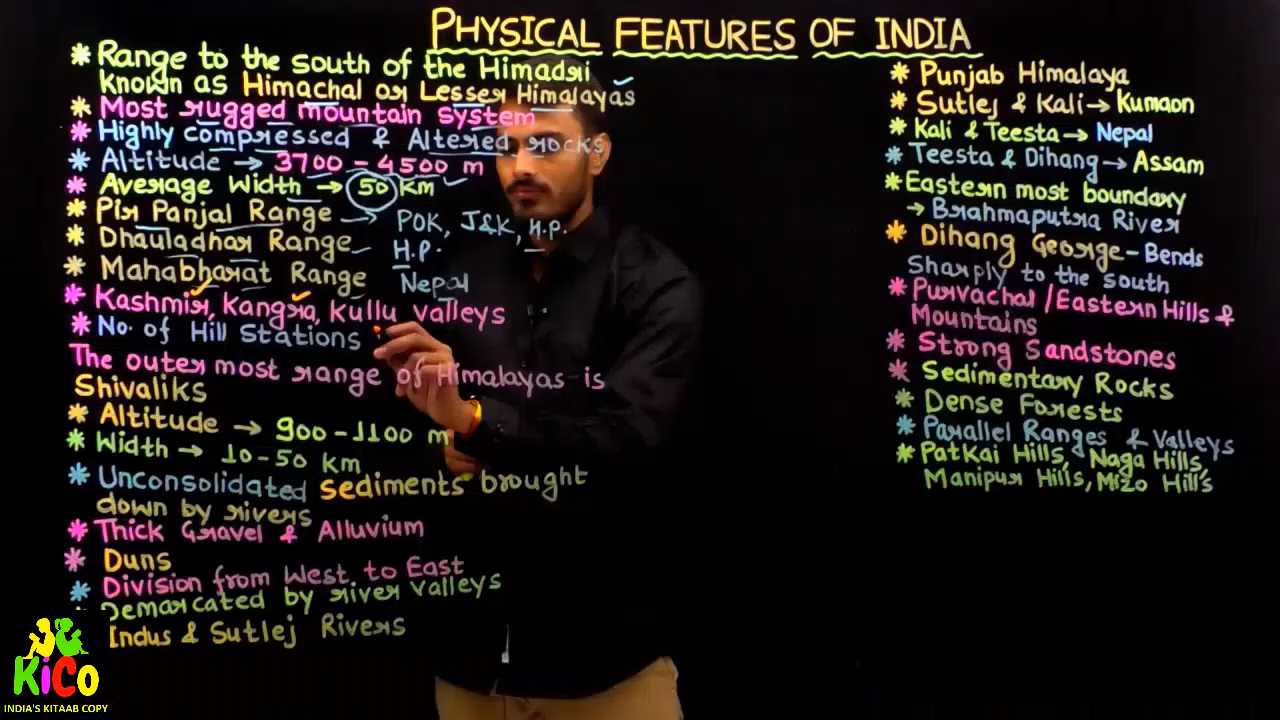 PHYSICAL FEATURES OF INDIA
* Range to the south of the Himadri
known as Himachal or Lesser Himalayas
* Most rugged mountain system
* Highly compressed & Altered rocks
* Altitude → 3700 - 4500 m
* Average Width → 50 km
* Pir Panjal Range → POK, J&K, H.P.
* Dhauladhar Range - H.P.
* Mahabharat Range Nepal
* Kashmir, Kangra, Kullu Valleys
* No. of Hill Stations
The outer most range of Himalayas is
Shivaliks
* Altitude → 900 - 1100 m
* Width → 10-50 km
* Unconsolidated sediments brought
down by rivers
* Thick Gravel & Alluvium
* Duns
* Division from West to East
* Demarcated by river valleys
Indus & Sutlej Rivers
* Punjab Himalaya
* Sutlej & Kali → Kumaon
* Kali & Teesta → Nepal
* Teesta & Dihang → Assam
* Eastern most boundary
→ Brahmaputra River
* Dihang George - Bends
Sharply to the south
* Purvachal / Eastern Hills &
Mountains
* Strong Sandstones
* Sedimentary Rocks
* Dense Forests
* Parallel Ranges & Valleys
* Patkai Hills, Naga Hills,
Manipur Hills, Mizo Hill's
KiCo
INDIA'S KITAAB COPY